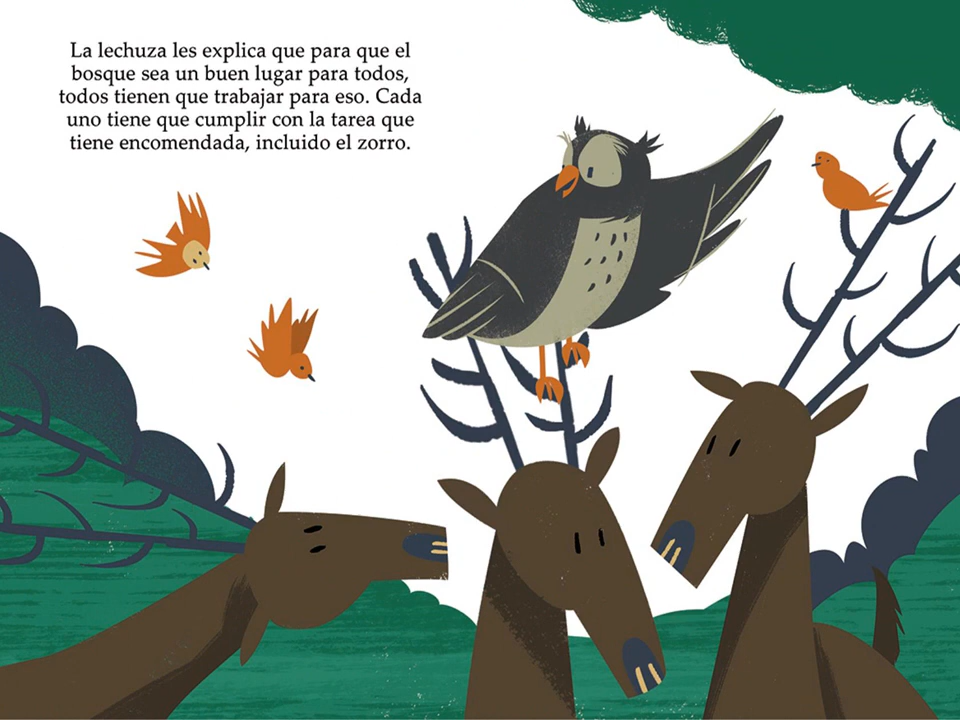 La lechuza les explica que para que el
bosque sea un buen lugar para todos,
todos tienen que trabajar para eso. Cada
uno tiene que cumplir con la tarea que
tiene encomendada, incluido el zorro.